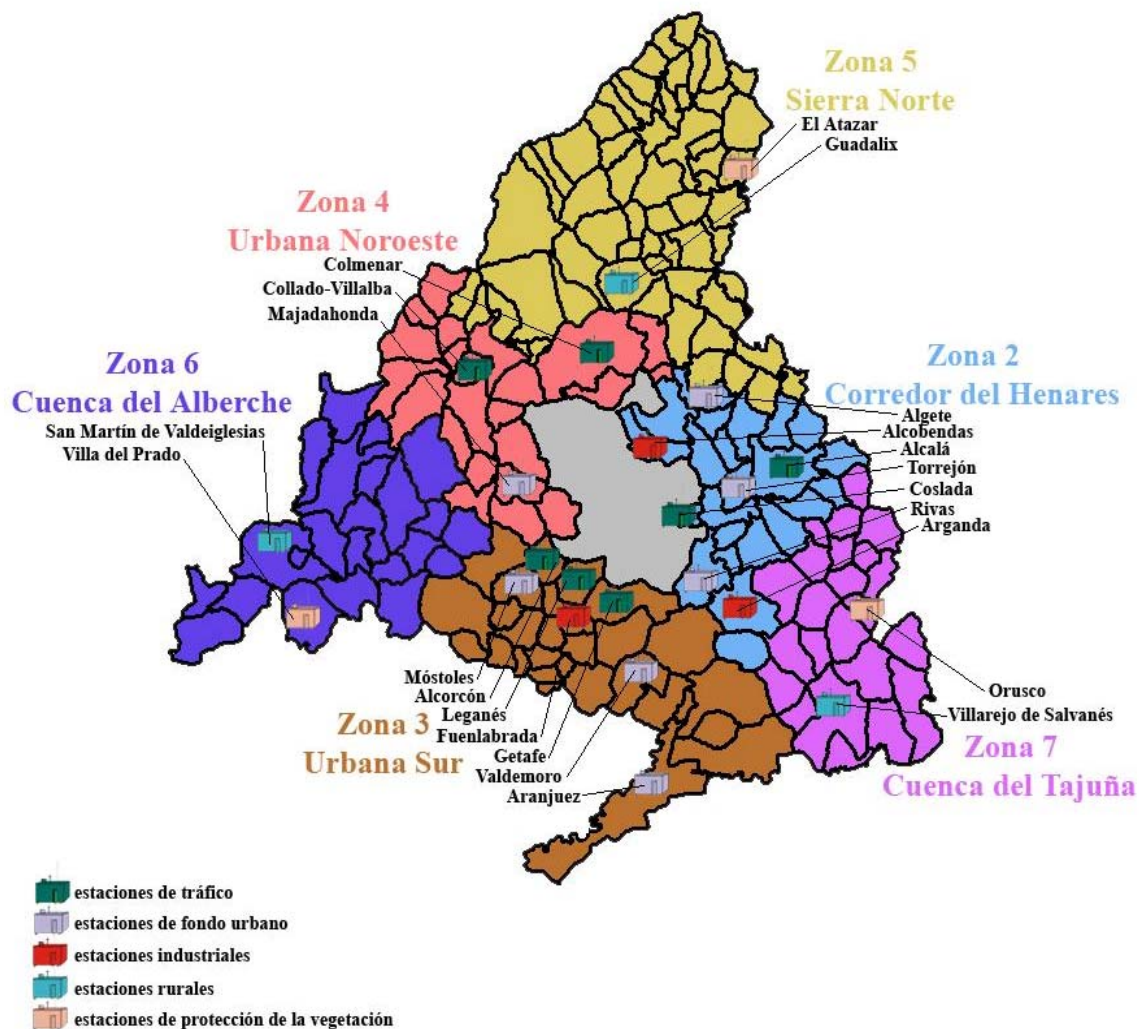 Zona 5
Sierra Norte
El Atazar
Guadalix
Zona 4
Urbana Noroeste
Colmenar
Collado-Villalba
Majadahonda
Zona 6
Cuenca del Alberche
San Martín de Valdeiglesias
Villa del Prado
Zona 2
Corredor del Henares
Algete
Alcobendas
Alcalá
Torrejón
Coslada
Rivas
Arganda
Móstoles
Alcorcón
Leganés
Fuenlabrada
Getafe
Valdemoro
Aranjuez
Zona 3
Urbana Sur
Orusco
Villarejo de Salvanés
Zona 7
Cuenca del Tajuña
estaciones de tráfico
estaciones de fondo urbano
estaciones industriales
estaciones rurales
estaciones de protección de la vegetación